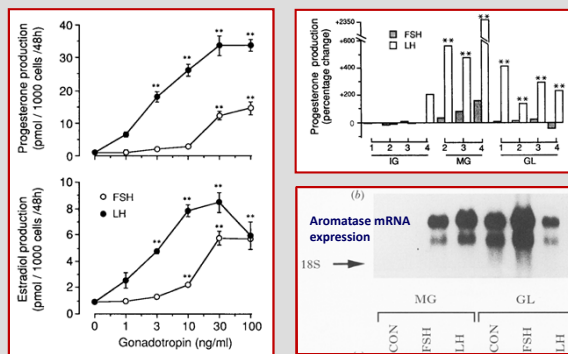 Progesterone production
(pmol / 1000 cells /48h)
40
30
20
10
0
**
**
**
**
**
**
Estradiol production
(pmol / 1000 cells /48h)
10
8
6
4
2
0
FSH
LH
**
**
**
**
**
**
**
0 1 3 10 30 100
Gonadotropin (ng/ml)
Progesterone production
(percentage change)
+2350
+600
+400
+200
0
FSH
LH
**
**
**
**
**
**
**
1 2 3 4 2 3 4 1 2 3 4
IG MG GL
(b)
Aromatase mRNA
expression
18S
MG GL
CON FSH LH CON FSH LH